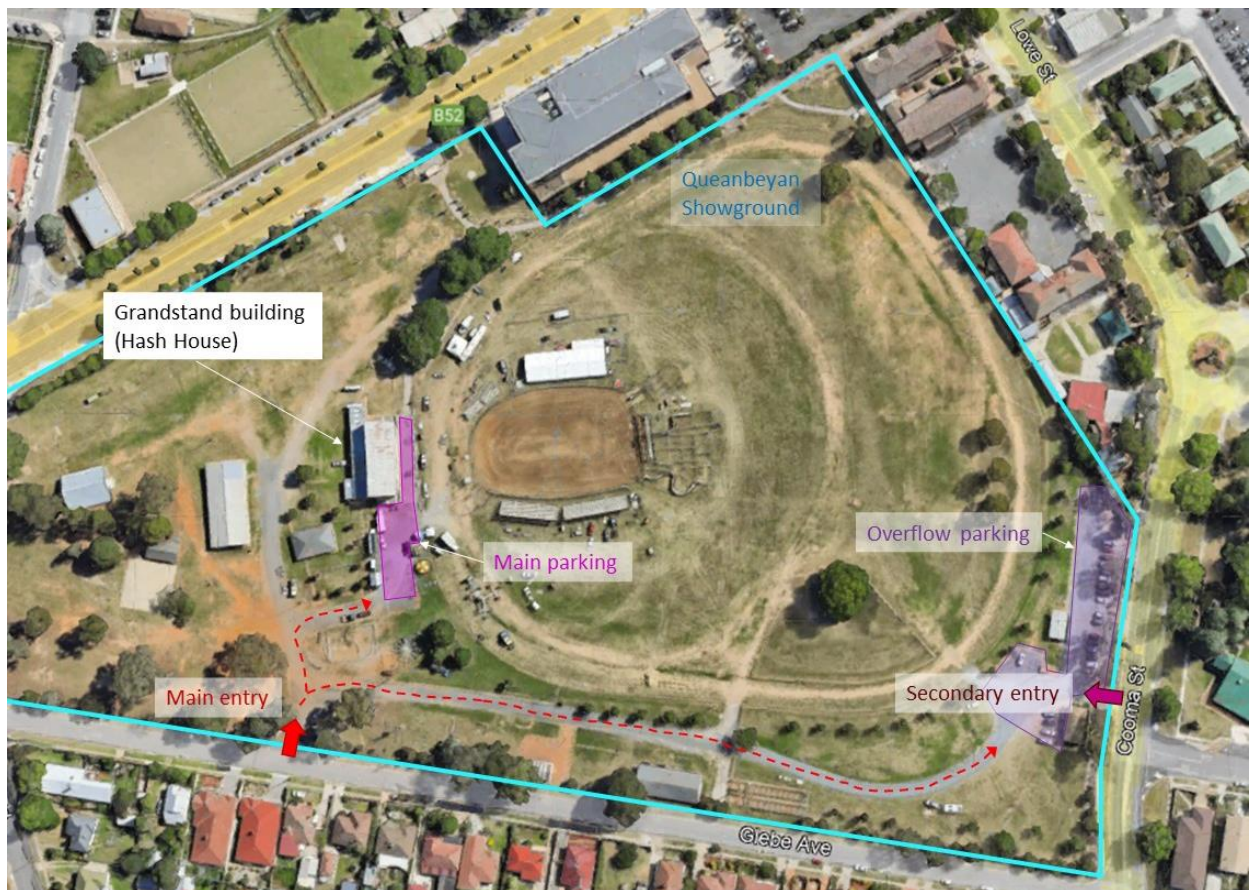 Lowe St
B52
Queanbeyan
Showground
Grandstand building
(Hash House)
Overflow parking
Main parking
Main entry
Secondary entry
Cooma St
Glebe Ave